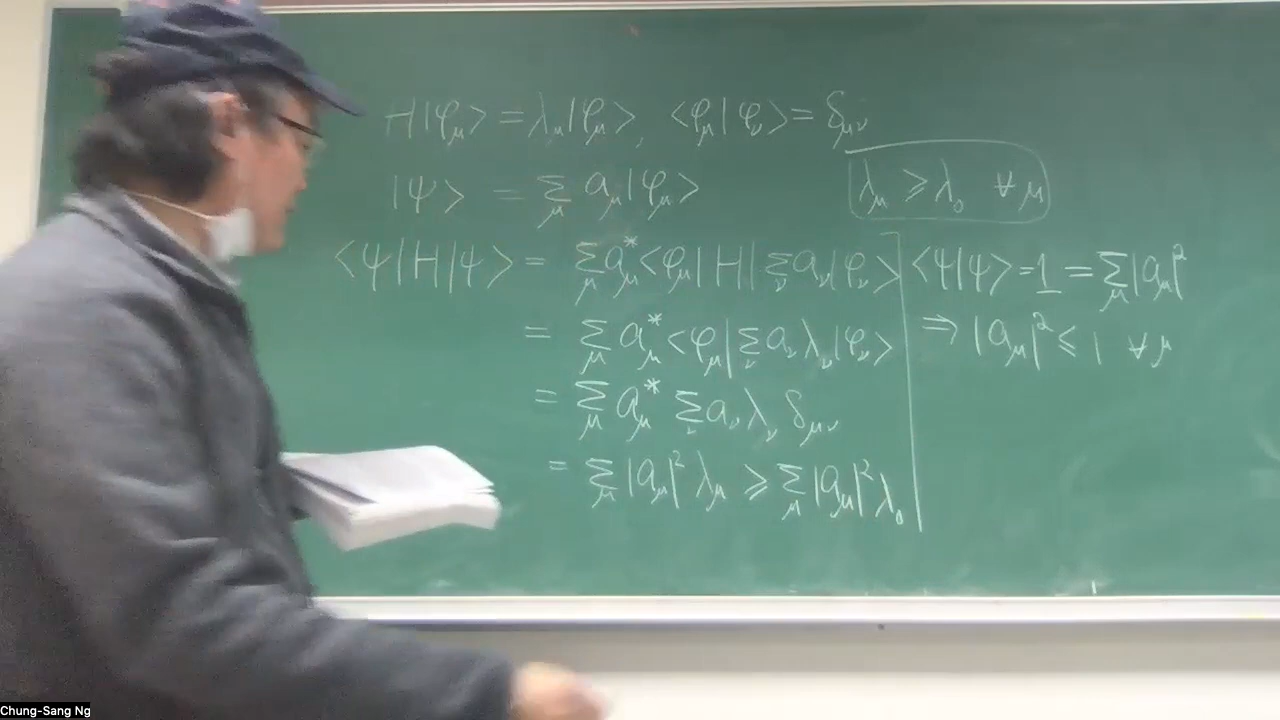 H|φ_μ> = λ_μ|φ_μ>, <φ_μ|φ_ν> = δ_μν
λ_μ ⩾ λ_0 ∀ μ
|ψ> = Σ_μ a_μ|φ_μ>
<ψ|H|ψ> = Σ_μ a_μ^* <φ_μ|H|Σ_ν a_ν|φ_ν>
= Σ_μ a_μ^* <φ_μ|Σ_ν a_ν λ_ν|φ_ν>
= Σ_μ a_μ^* Σ_ν a_ν λ_ν δ_μν
= Σ_μ |a_μ|^2 λ_μ ⩾ Σ_μ |a_μ|^2 λ_0
<ψ|ψ> = 1 = Σ_μ |a_μ|^2
⇒ |a_μ|^2 ⩽ 1 ∀ μ
Chung-Sang Ng